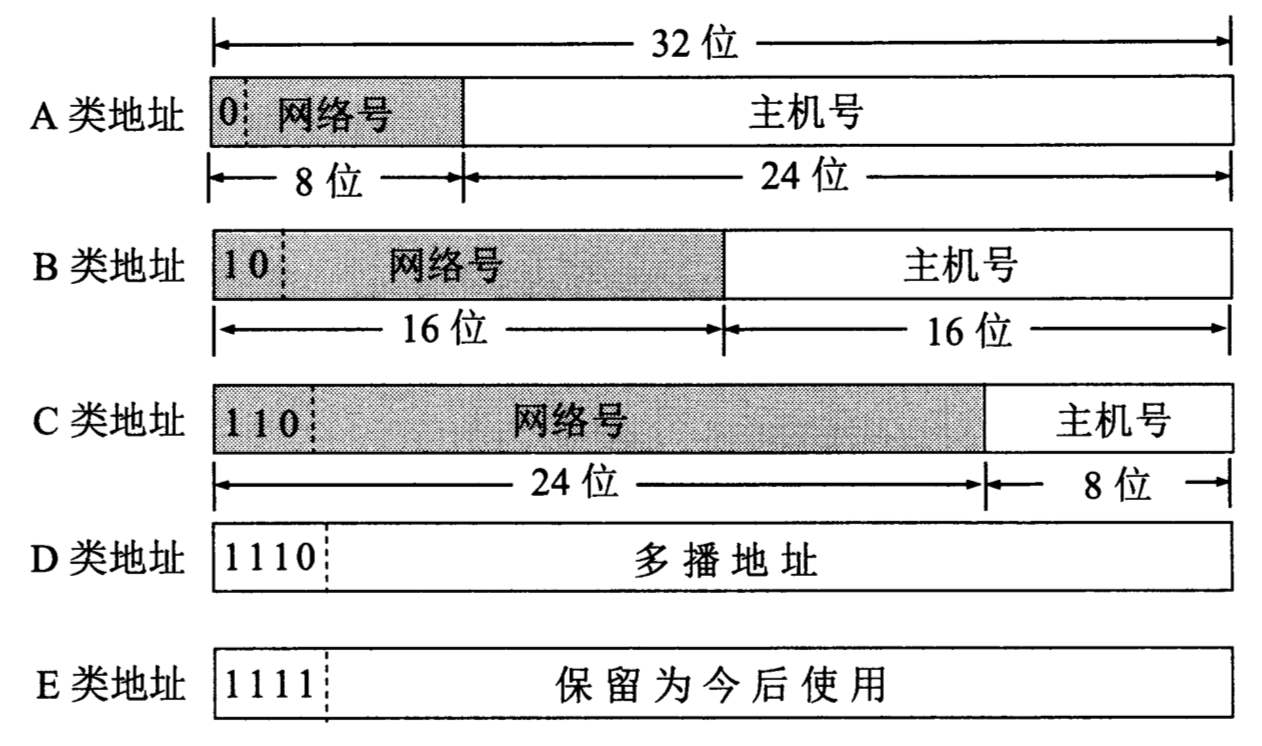 32 位
A 类地址 0 网络号 主机号
8 位 24 位
B 类地址 10 网络号 主机号
16 位 16 位
C 类地址 110 网络号 主机号
24 位 8 位
D 类地址 1110 多播地址
E 类地址 1111 保留为今后使用